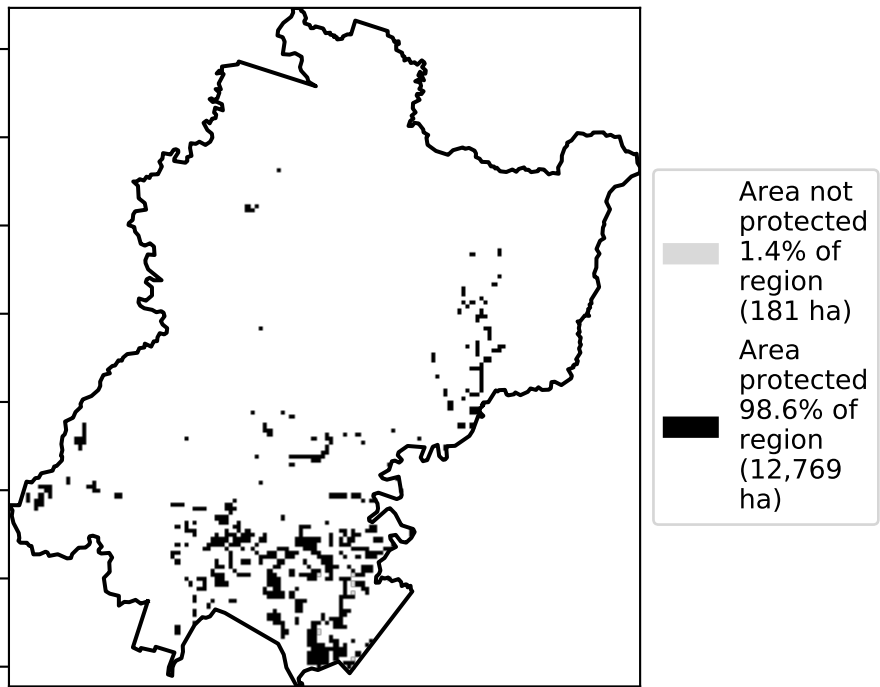 Area not
protected
1.4% of
region
(181 ha)
Area
protected
98.6% of
region
(12,769
ha)